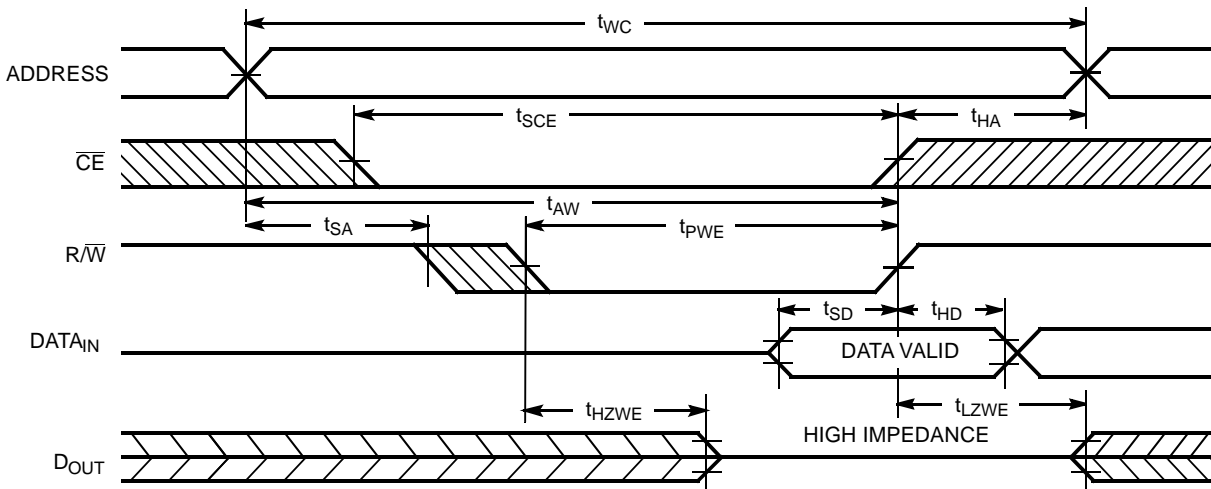 tWC
ADDRESS
tSCE
tHA
CE
tAW
tSA
tPWE
R/W
tSD
tHD
DATAIN
DATA VALID
tHZWE
tLZWE
HIGH IMPEDANCE
DOUT